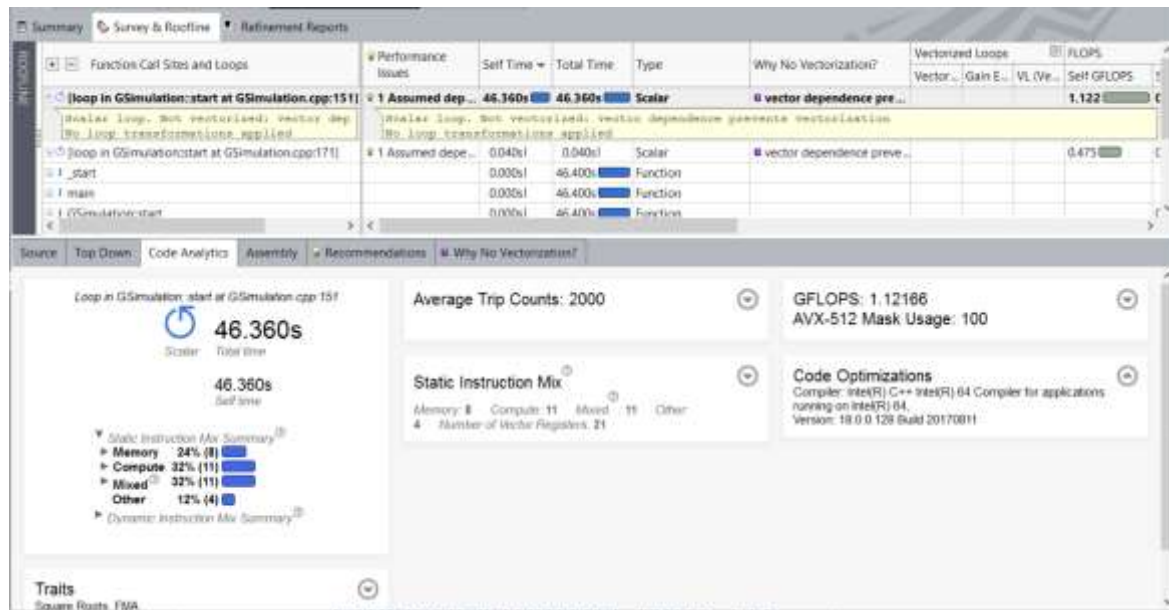 Summary Survey & Roofline Refinement Reports
ROOFLINE
Function Call Sites and Loops
Performance Issues
Self Time
Total Time
Type
Why No Vectorization?
Vectorized Loops
FLOPS
Vector... Gain E... VL (Ve... Self GFLOPS
[loop in GSimulation::start at GSimulation.cpp:151] 1 Assumed dep... 46.360s 46.360s Scalar vector dependence pre... 1.122
Scalar loop. Not vectorized: vector dep Scalar loop. Not vectorized: vector dependence prevents vectorization
No loop transformations applied No loop transformations applied
[loop in GSimulation::start at GSimulation.cpp:171] 1 Assumed depe... 0.040s 0.040s Scalar vector dependence preve... 0.475
_start 0.000s 46.400s Function
main 0.000s 46.400s Function
GSimulation::start 0.000s 46.400s Function
Source Top Down Code Analytics Assembly Recommendations Why No Vectorization?
Loop in GSimulation::start at GSimulation.cpp:151
46.360s
Scalar Total time
46.360s
Self time
Static Instruction Mix Summary
Memory 24% (8)
Compute 32% (11)
Mixed 32% (11)
Other 12% (4)
Dynamic Instruction Mix Summary
Traits
Square Roots, FMA
Average Trip Counts: 2000
Static Instruction Mix
Memory: 8 Compute: 11 Mixed: 11 Other:
4 Number of Vector Registers: 21
GFLOPS: 1.12166
AVX-512 Mask Usage: 100
Code Optimizations
Compiler: Intel(R) C++ Intel(R) 64 Compiler for applications
running on Intel(R) 64,
Version: 18.0.0.128 Build 20170811